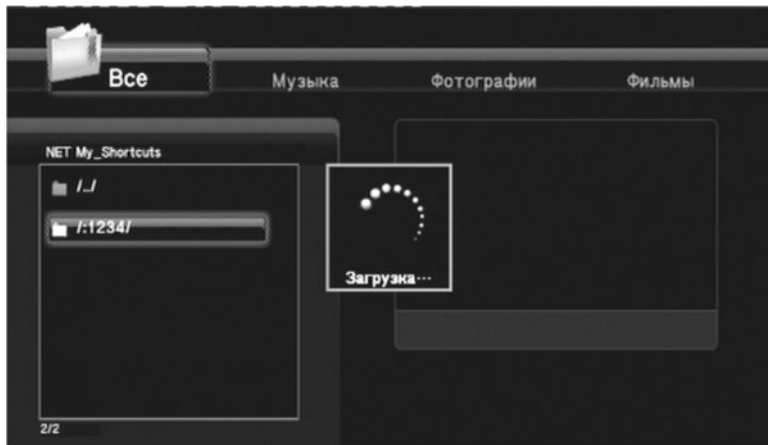 Все Музыка Фотографии Фильмы
NET My_Shortcuts
/../
/:1234/
Загрузка...
2/2